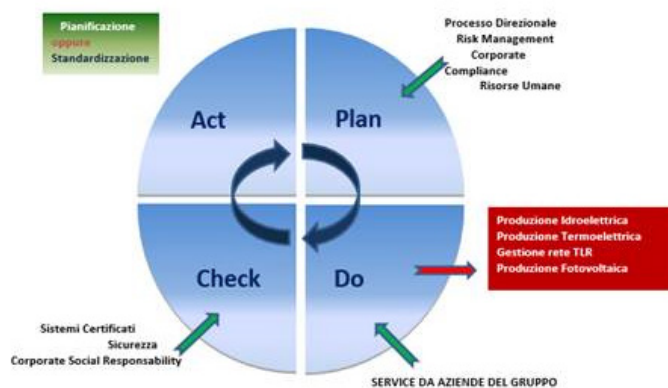 Pianificazione
oppure
Standardizzazione
Processo Direzionale
Risk Management
Corporate
Compliance
Risorse Umane
Act
Plan
Check
Do
Produzione Idroelettrica
Produzione Termoelettrica
Gestione rete TLR
Produzione Fotovoltaica
Sistemi Certificati
Sicurezza
Corporate Social Responsability
SERVICE DA AZIENDE DEL GRUPPO